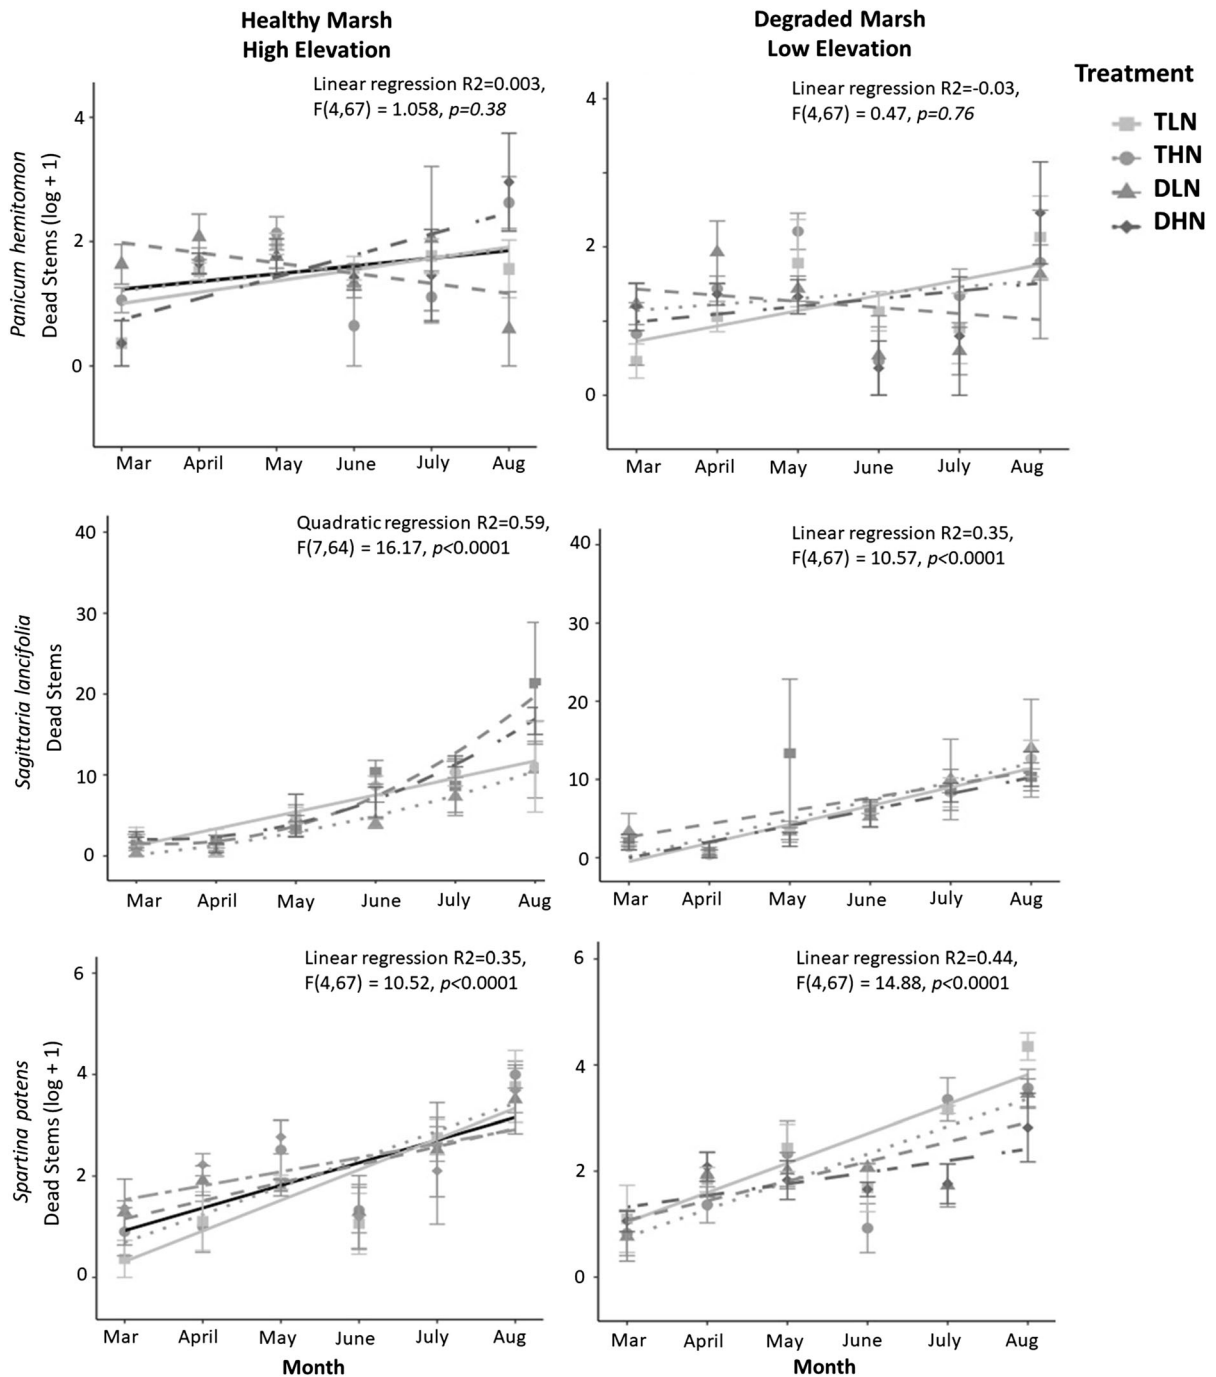 Healthy Marsh
High Elevation
Degraded Marsh
Low Elevation
Treatment
TLN
THN
DLN
DHN
Linear regression R2=0.003,
F(4,67) = 1.058, p=0.38
Panicum hemitomon
Dead Stems (log + 1)
4
2
0
Mar April May June July Aug
Linear regression R2=-0.03,
F(4,67) = 0.47, p=0.76
4
2
0
Mar April May June July Aug
Quadratic regression R2=0.59,
F(7,64) = 16.17, p<0.0001
Sagittaria lancifolia
Dead Stems
40
30
20
10
0
Mar April May June July Aug
Linear regression R2=0.35,
F(4,67) = 10.57, p<0.0001
40
30
20
10
0
Mar April May June July Aug
Linear regression R2=0.35,
F(4,67) = 10.52, p<0.0001
Spartina patens
Dead Stems (log + 1)
6
4
2
0
Mar April May June July Aug
Month
Linear regression R2=0.44,
F(4,67) = 14.88, p<0.0001
6
4
2
0
Mar April May June July Aug
Month